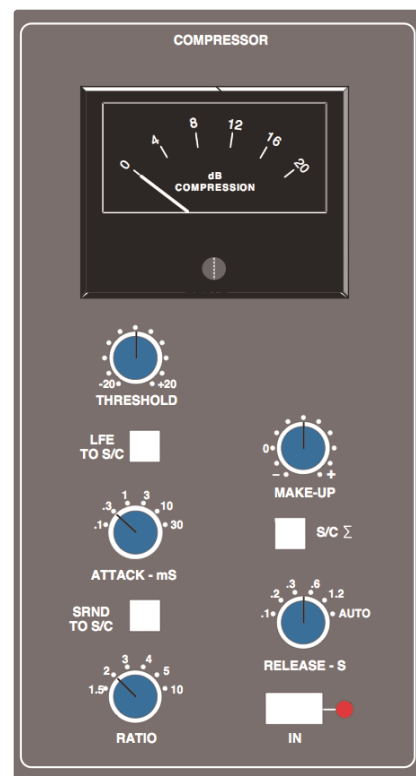 COMPRESSOR
0 4 8 12 16 20
dB
COMPRESSION
-20 +20
THRESHOLD
LFE
TO S/C
0
- +
MAKE-UP
.1 .3 1 3 10 30
ATTACK - mS
S/C Σ
SRND
TO S/C
.1 .2 .3 .6 1.2 AUTO
RELEASE - S
1.5 2 3 4 5 10
RATIO
IN